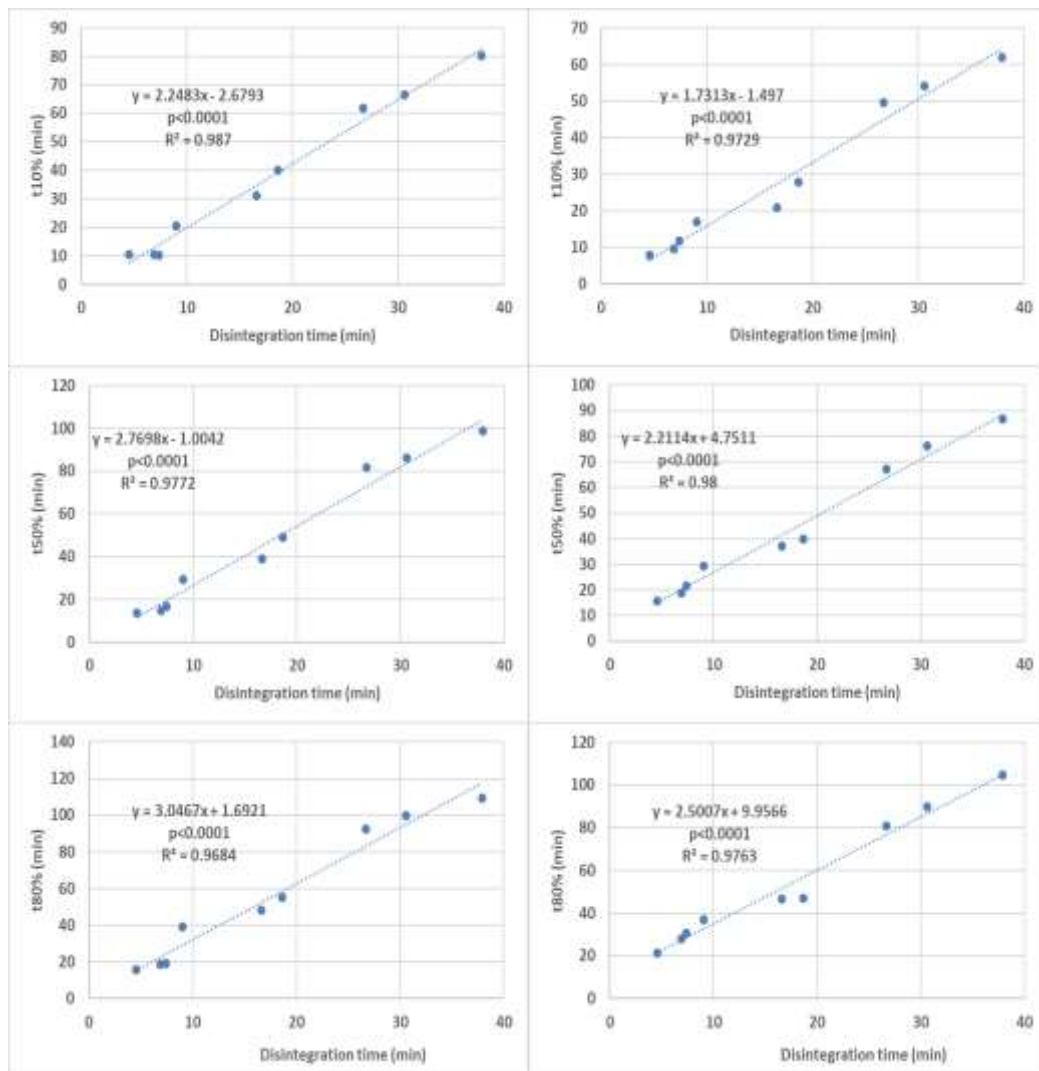 90
80
70
60
50
40
30
20
10
0
t10% (min)
y = 2.2483x - 2.6793
p<0.0001
R² = 0.987
0 10 20 30 40
Disintegration time (min)
70
60
50
40
30
20
10
0
t10% (min)
y = 1.7313x - 1.497
p<0.0001
R² = 0.9729
0 10 20 30 40
Disintegration time (min)
120
100
80
60
40
20
0
t50% (min)
y = 2.7698x - 1.0042
p<0.0001
R² = 0.9772
0 10 20 30 40
Disintegration time (min)
100
90
80
70
60
50
40
30
20
10
0
t50% (min)
y = 2.2114x + 4.7511
p<0.0001
R² = 0.98
0 10 20 30 40
Disintegration time (min)
140
120
100
80
60
40
20
0
t80% (min)
y = 3.0467x + 1.6921
p<0.0001
R² = 0.9684
0 10 20 30 40
Disintegration time (min)
120
100
80
60
40
20
0
t80% (min)
y = 2.5007x + 9.9566
p<0.0001
R² = 0.9763
0 10 20 30 40
Disintegration time (min)